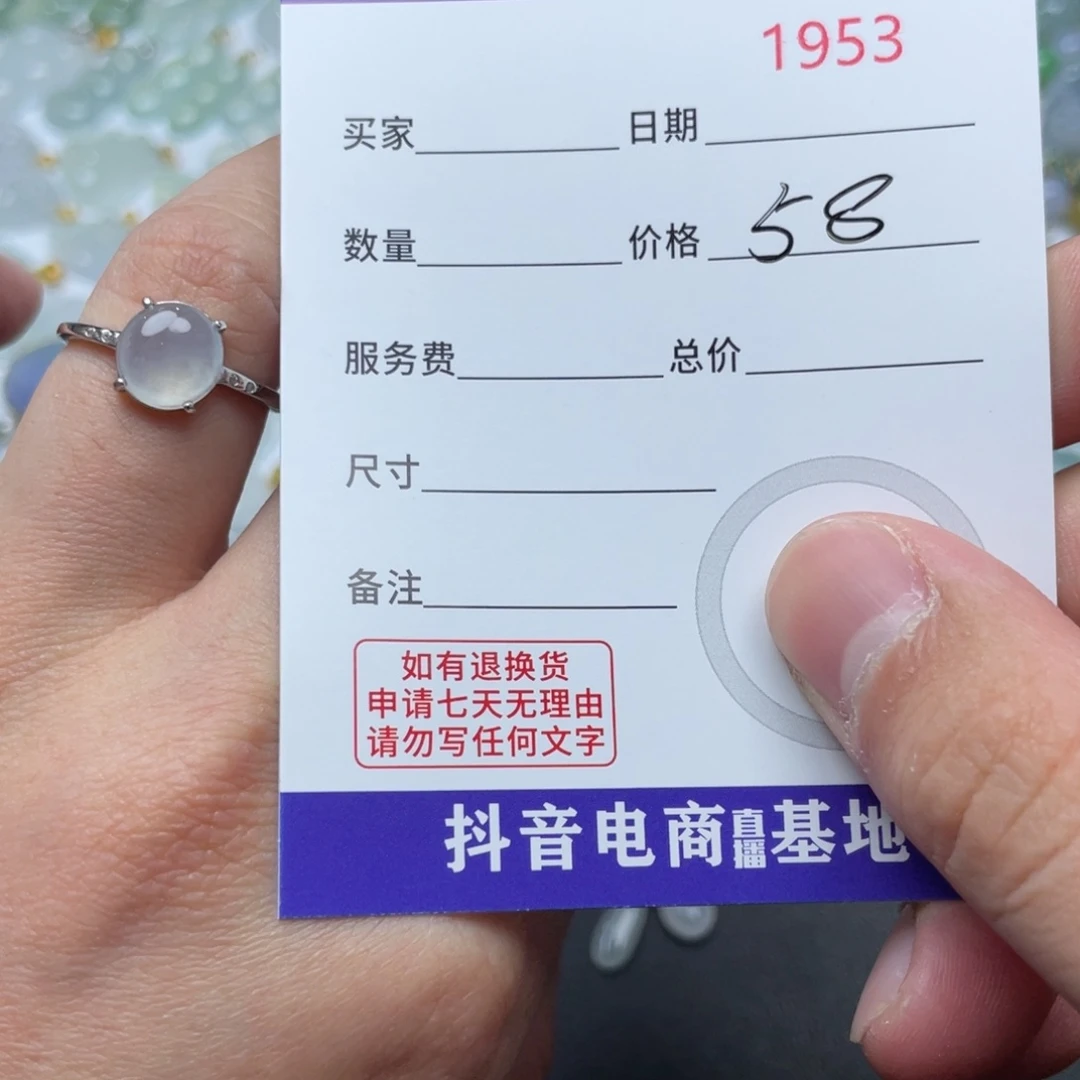 1953
买家 日期
数量 价格 58
服务费 总价
尺寸
备注
如有退换货
申请七天无理由
请勿写任何文字
抖音电商直播基地